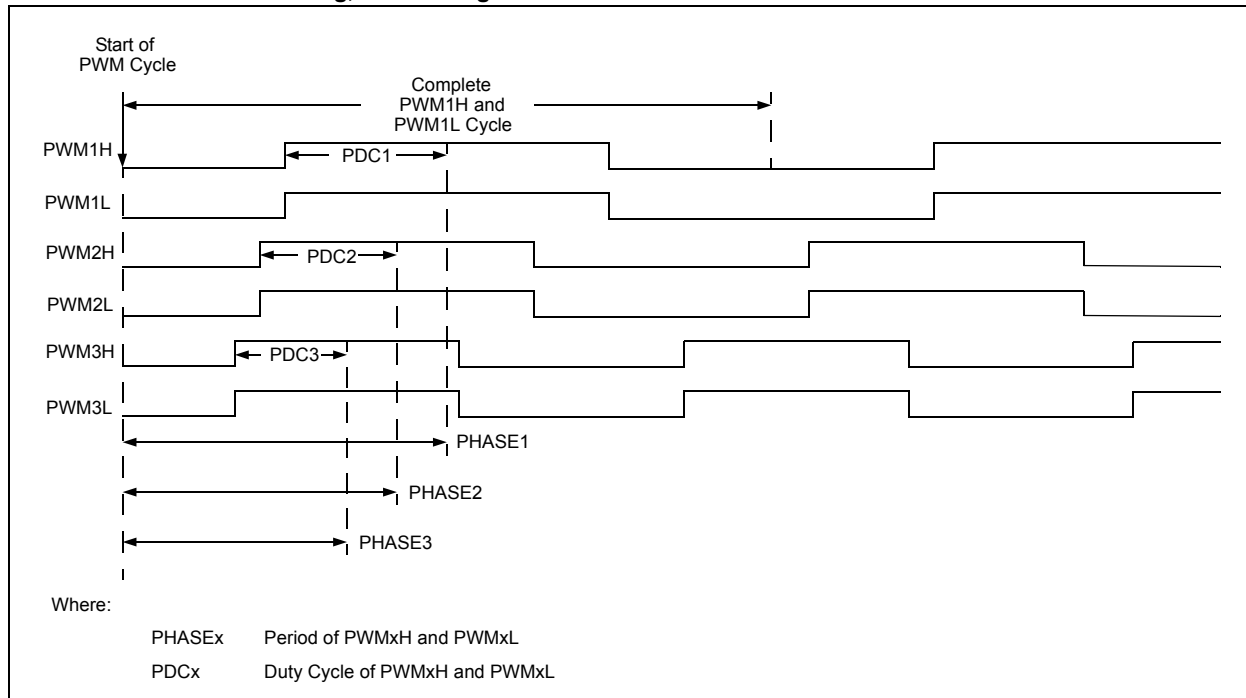 Start of
PWM Cycle
Complete
PWM1H and
PWM1L Cycle
PWM1H
PDC1
PWM1L
PWM2H
PDC2
PWM2L
PWM3H
PDC3
PWM3L
PHASE1
PHASE2
PHASE3
Where:
PHASEx Period of PWMxH and PWMxL
PDCx Duty Cycle of PWMxH and PWMxL